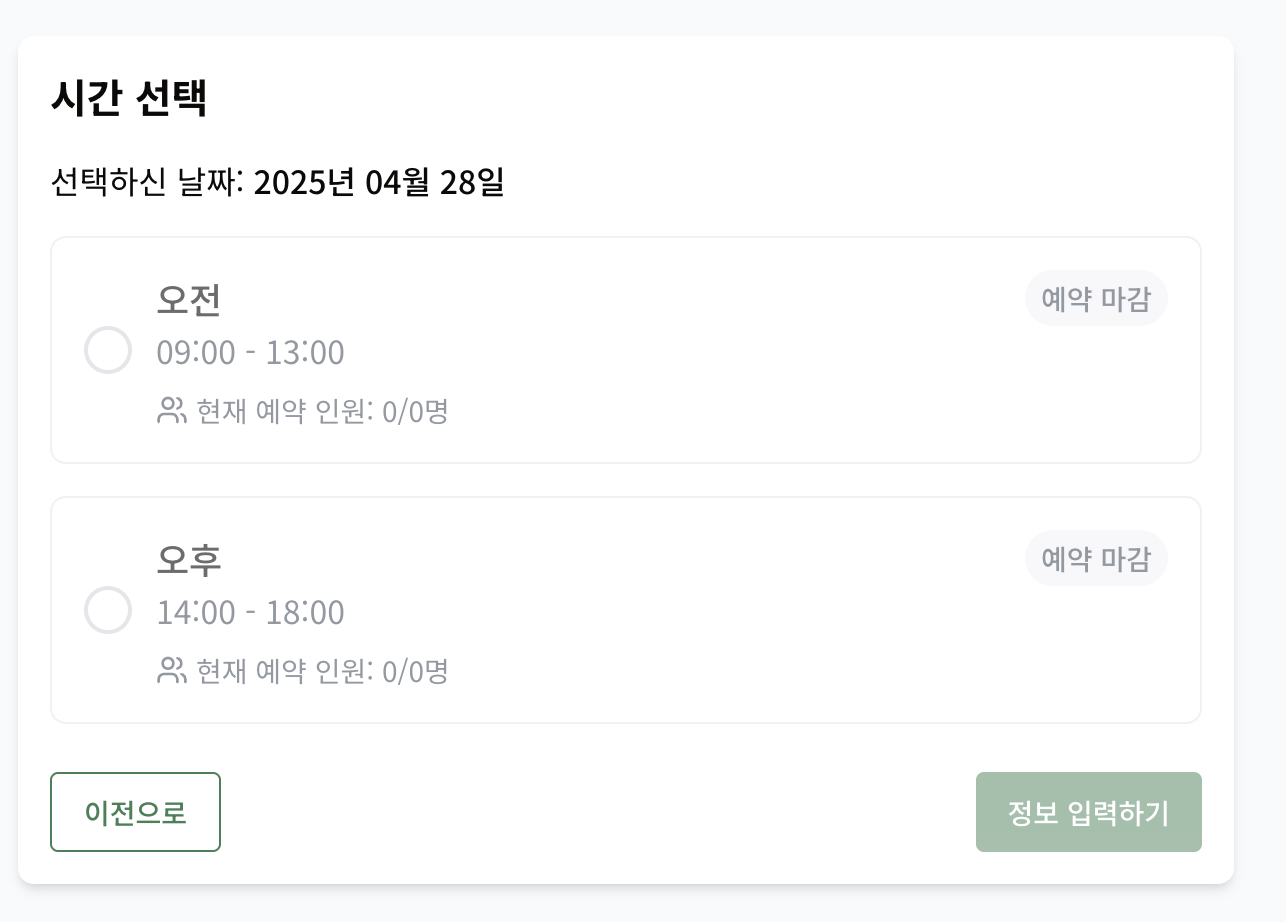 시간 선택
선택하신 날짜: 2025년 04월 28일
오전
예약 마감
09:00 - 13:00
현재 예약 인원: 0/0명
오후
예약 마감
14:00 - 18:00
현재 예약 인원: 0/0명
이전으로
정보 입력하기